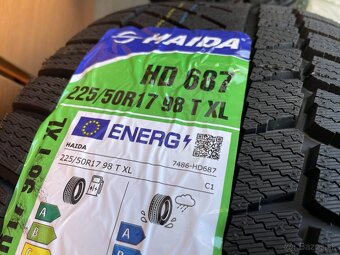 HAIDA
HD 687
225/50R17 98 T XL
ENERG
HAIDA
7486-HD687
225/50R17 98 T XL
C1
A
B
A
B